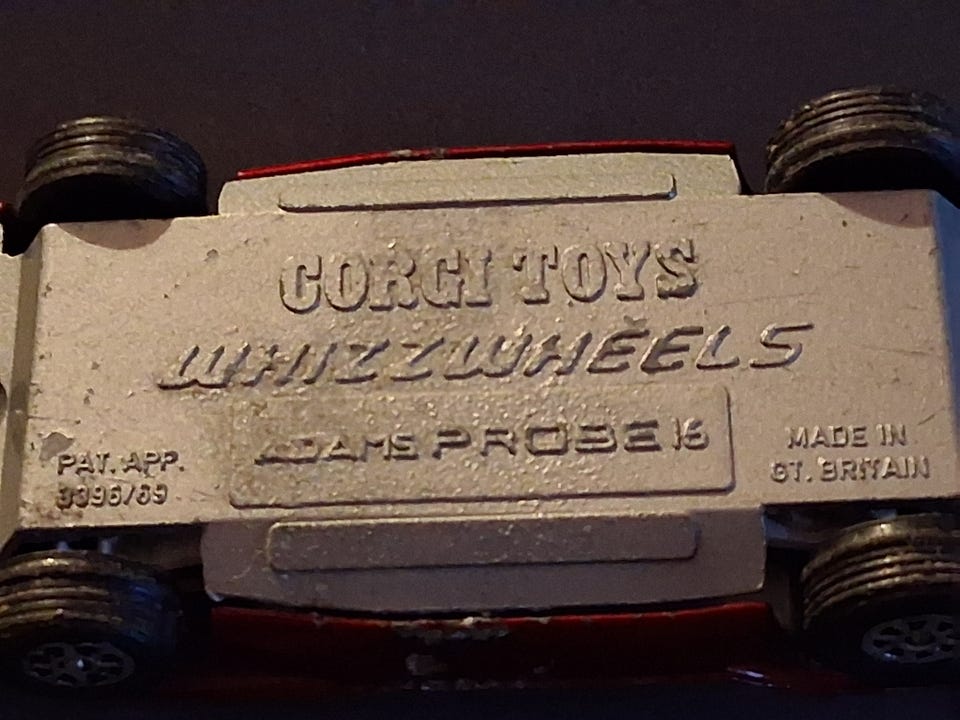 CORGI TOYS
WHIZZWHEELS
ADAMS PROBE 16
PAT. APP.
3396/69
MADE IN
GT. BRITAIN